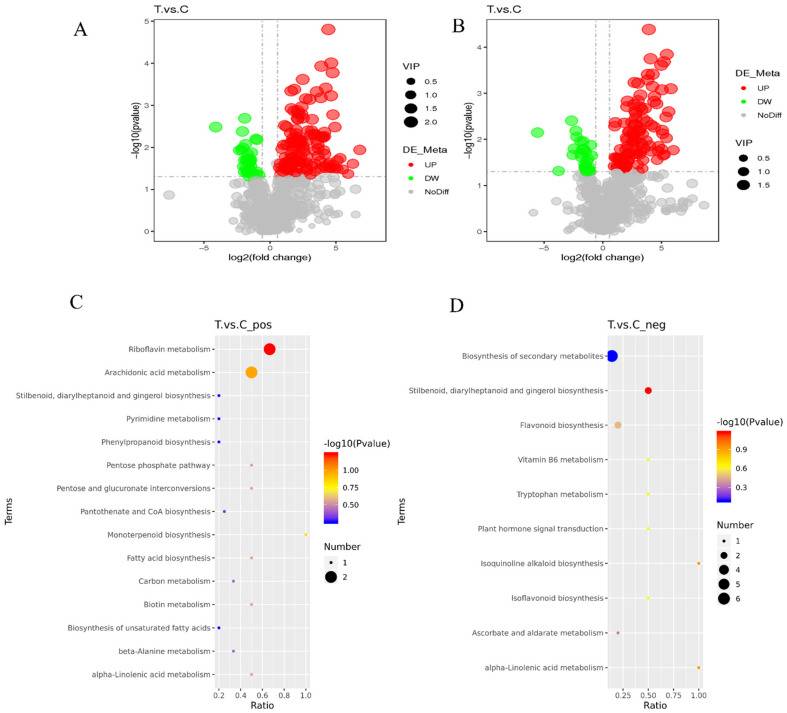 A
T.vs.C
5
4
3
2
1
0
−log10(pvalue)
−5
0
5
log2(fold change)
VIP
0.5
1.0
1.5
2.0
DE_Meta
UP
DW
NoDiff
B
T.vs.C
4
3
2
1
0
−log10(pvalue)
−5
0
5
log2(fold change)
DE_Meta
UP
DW
NoDiff
VIP
0.5
1.0
1.5
C
T.vs.C_pos
Riboflavin metabolism
Arachidonic acid metabolism
Stilbenoid, diarylheptanoid and gingerol biosynthesis
Pyrimidine metabolism
Phenylpropanoid biosynthesis
Pentose phosphate pathway
Pentose and glucuronate interconversions
Pantothenate and CoA biosynthesis
Monoterpenoid biosynthesis
Fatty acid biosynthesis
Carbon metabolism
Biotin metabolism
Biosynthesis of unsaturated fatty acids
beta-Alanine metabolism
alpha-Linolenic acid metabolism
Terms
0.2 0.4 0.6 0.8 1.0
Ratio
-log10(Pvalue)
1.00
0.75
0.50
Number
1
2
D
T.vs.C_neg
Biosynthesis of secondary metabolites
Stilbenoid, diarylheptanoid and gingerol biosynthesis
Flavonoid biosynthesis
Vitamin B6 metabolism
Tryptophan metabolism
Plant hormone signal transduction
Isoquinoline alkaloid biosynthesis
Isoflavonoid biosynthesis
Ascorbate and aldarate metabolism
alpha-Linolenic acid metabolism
Terms
0.25 0.50 0.75 1.00
Ratio
-log10(Pvalue)
0.9
0.6
0.3
Number
1
2
4
5
6